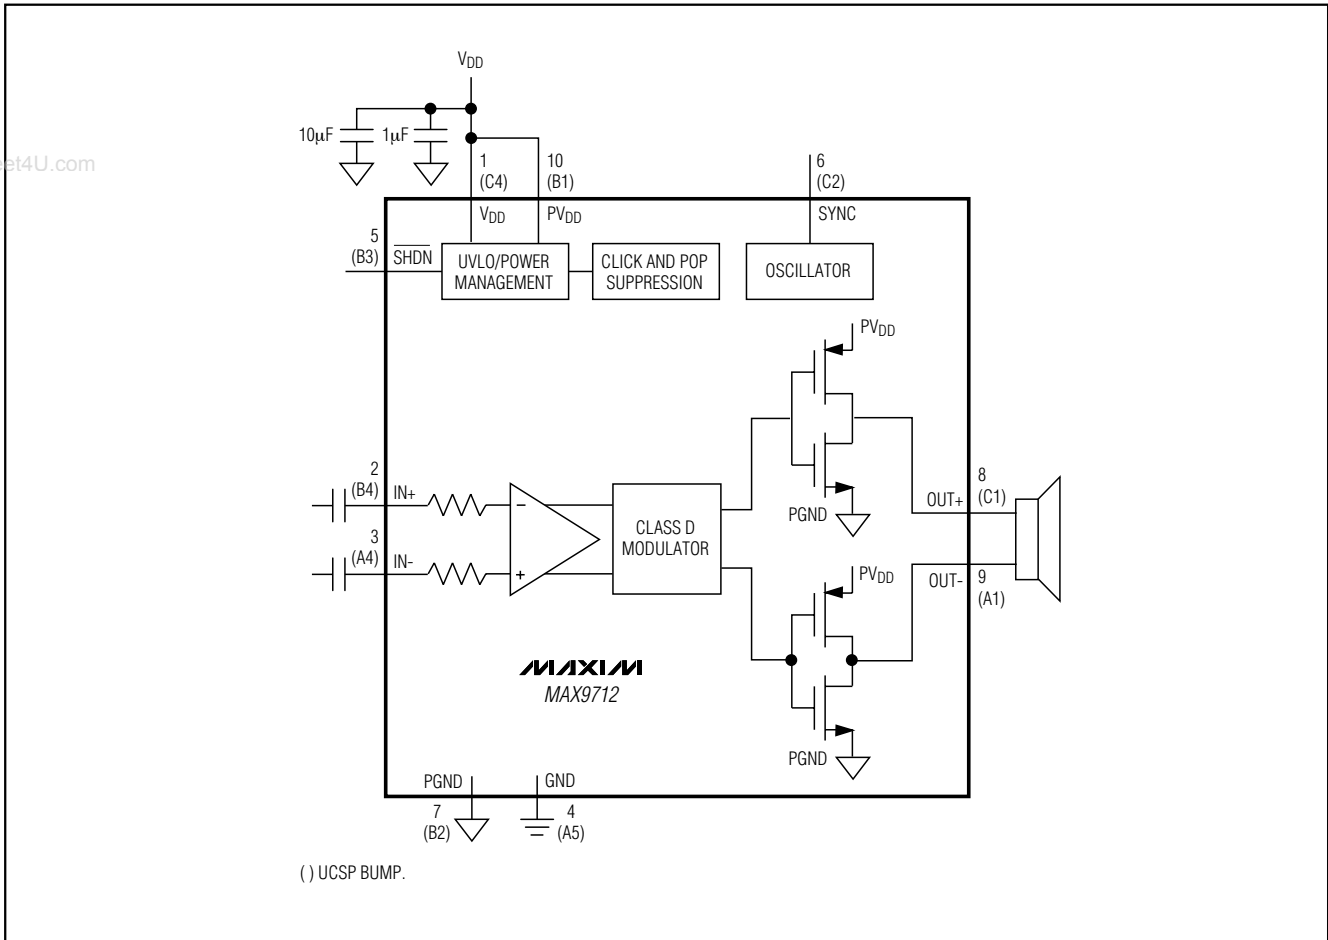 VDD
10µF
1µF
eet4U.com
1
(C4)
10
(B1)
6
(C2)
VDD
PVDD
SYNC
5
(B3)
SHDN
UVLO/POWER
MANAGEMENT
CLICK AND POP
SUPPRESSION
OSCILLATOR
PVDD
2
(B4)
IN+
3
(A4)
IN-
−
+
CLASS D
MODULATOR
PGND
OUT+
8
(C1)
PVDD
OUT-
9
(A1)
MAXIM
MAX9712
PGND
PGND
GND
7
(B2)
4
(A5)
( ) UCSP BUMP.